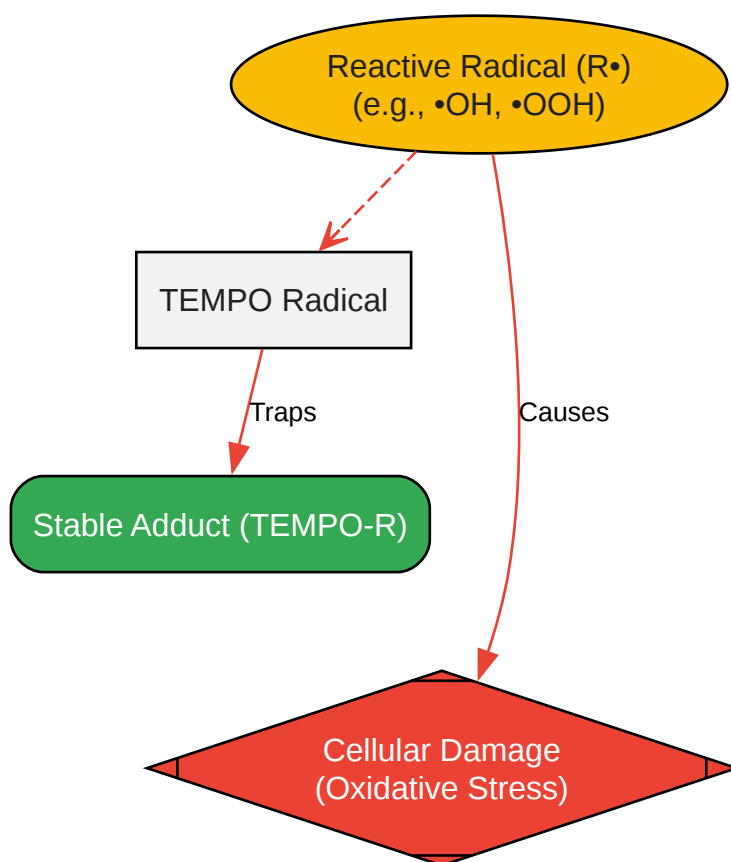 Reactive Radical (R•)
(e.g., •OH, •OOH)
TEMPO Radical
Traps
Causes
Stable Adduct (TEMPO-R)
Cellular Damage
(Oxidative Stress)